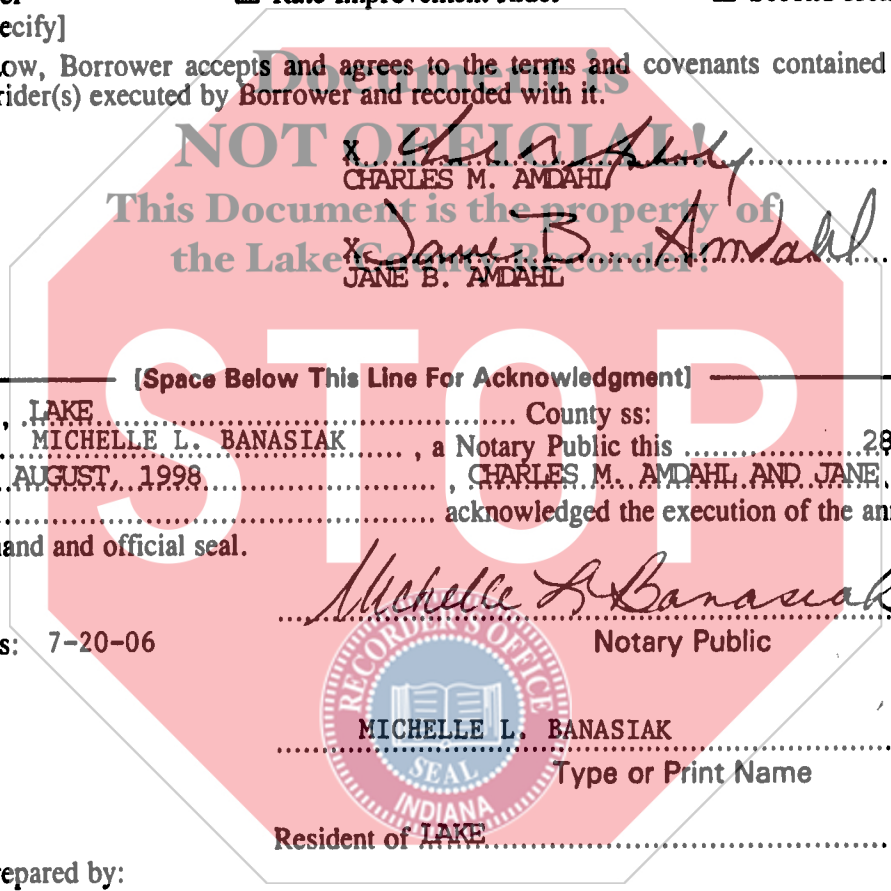 ecify]
ow, Borrower accepts and agrees to the terms and covenants contained
rider(s) executed by Borrower and recorded with it.
Document is
NOT OFFICIAL!
This Document is the property of
the Lake County Recorder!
X
CHARLES M. AMDAHL
X Jane B. Amdahl
JANE B. AMDAHL
STOP
[Space Below This Line For Acknowledgment]
, LAKE County ss:
MICHELLE L. BANASIAK , a Notary Public this 28
AUGUST, 1998 , CHARLES M. AMDAHL AND JANE
acknowledged the execution of the
and and official seal.
Michelle L Banasiak
s: 7-20-06 Notary Public
RECORDER'S OFFICE
SEAL
INDIANA
MICHELLE L. BANASIAK
Type or Print Name
Resident of LAKE
epared by: